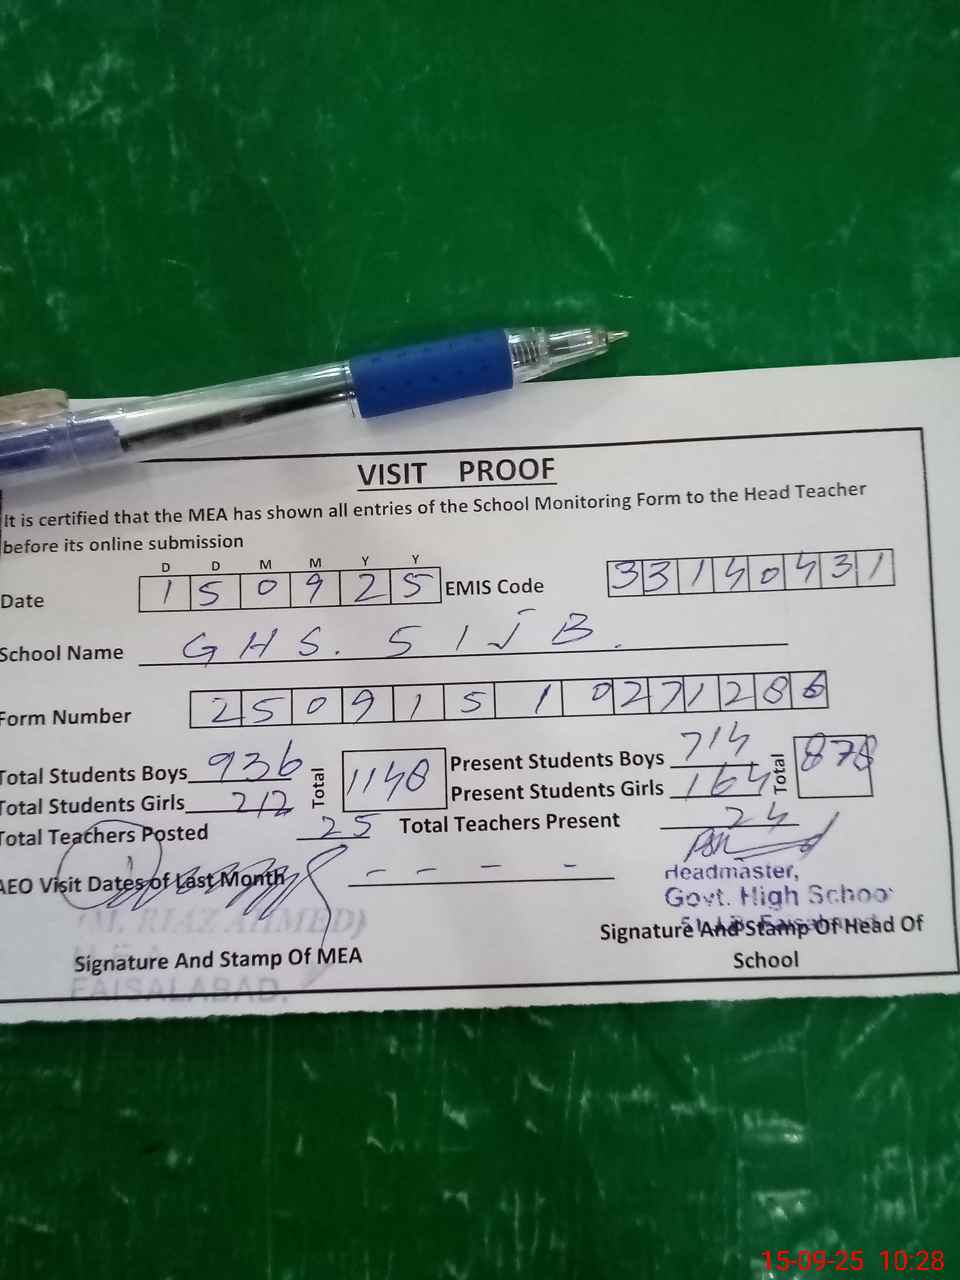 VISIT PROOF
It is certified that the MEA has shown all entries of the School Monitoring Form to the Head Teacher
before its online submission
D D M M Y Y
Date 1 5 0 9 2 5 EMIS Code 3 3 1 4 0 4 3 1
School Name GHS. 51 JB.
Form Number 2 5 0 9 1 5 1 0 2 7 1 2 8 6
Total Students Boys 936 Total 1148 Present Students Boys 714 Total 878
Total Students Girls 212 Present Students Girls 164
Total Teachers Posted 25 Total Teachers Present 24
AEO Visit Dates of Last Month - - - -
Headmaster,
Govt. High School
(M. RIAZ AHMED)
Signature And Stamp Of MEA
Signature And Stamp Of Head Of
School
FAISALABAD.
15-09-25 10:28